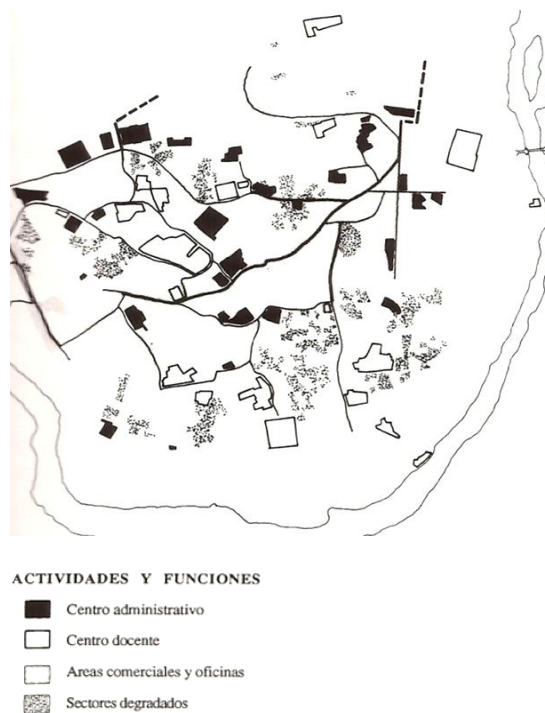 ACTIVIDADES Y FUNCIONES
Centro administrativo
Centro docente
Areas comerciales y oficinas
Sectores degradados